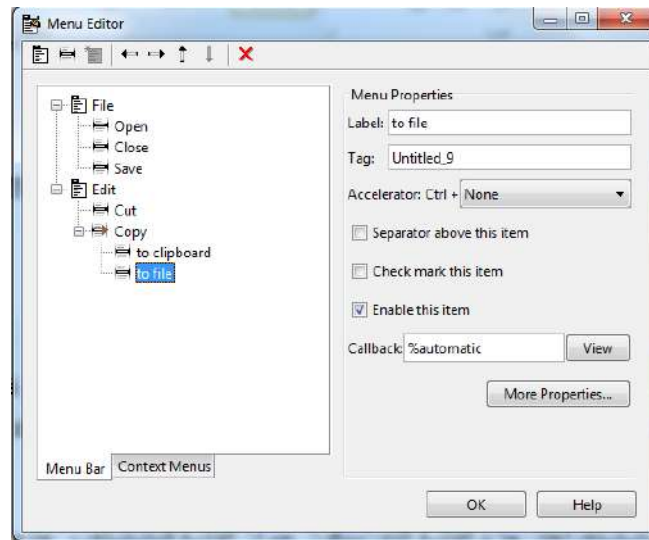 Menu Editor
File
Open
Close
Save
Edit
Cut
Copy
to clipboard
to file
Menu Bar
Context Menus
Menu Properties
Label: to file
Tag: Untitled_9
Accelerator: Ctrl + None
Separator above this item
Check mark this item
Enable this item
Callback: %automatic View
More Properties...
OK Help